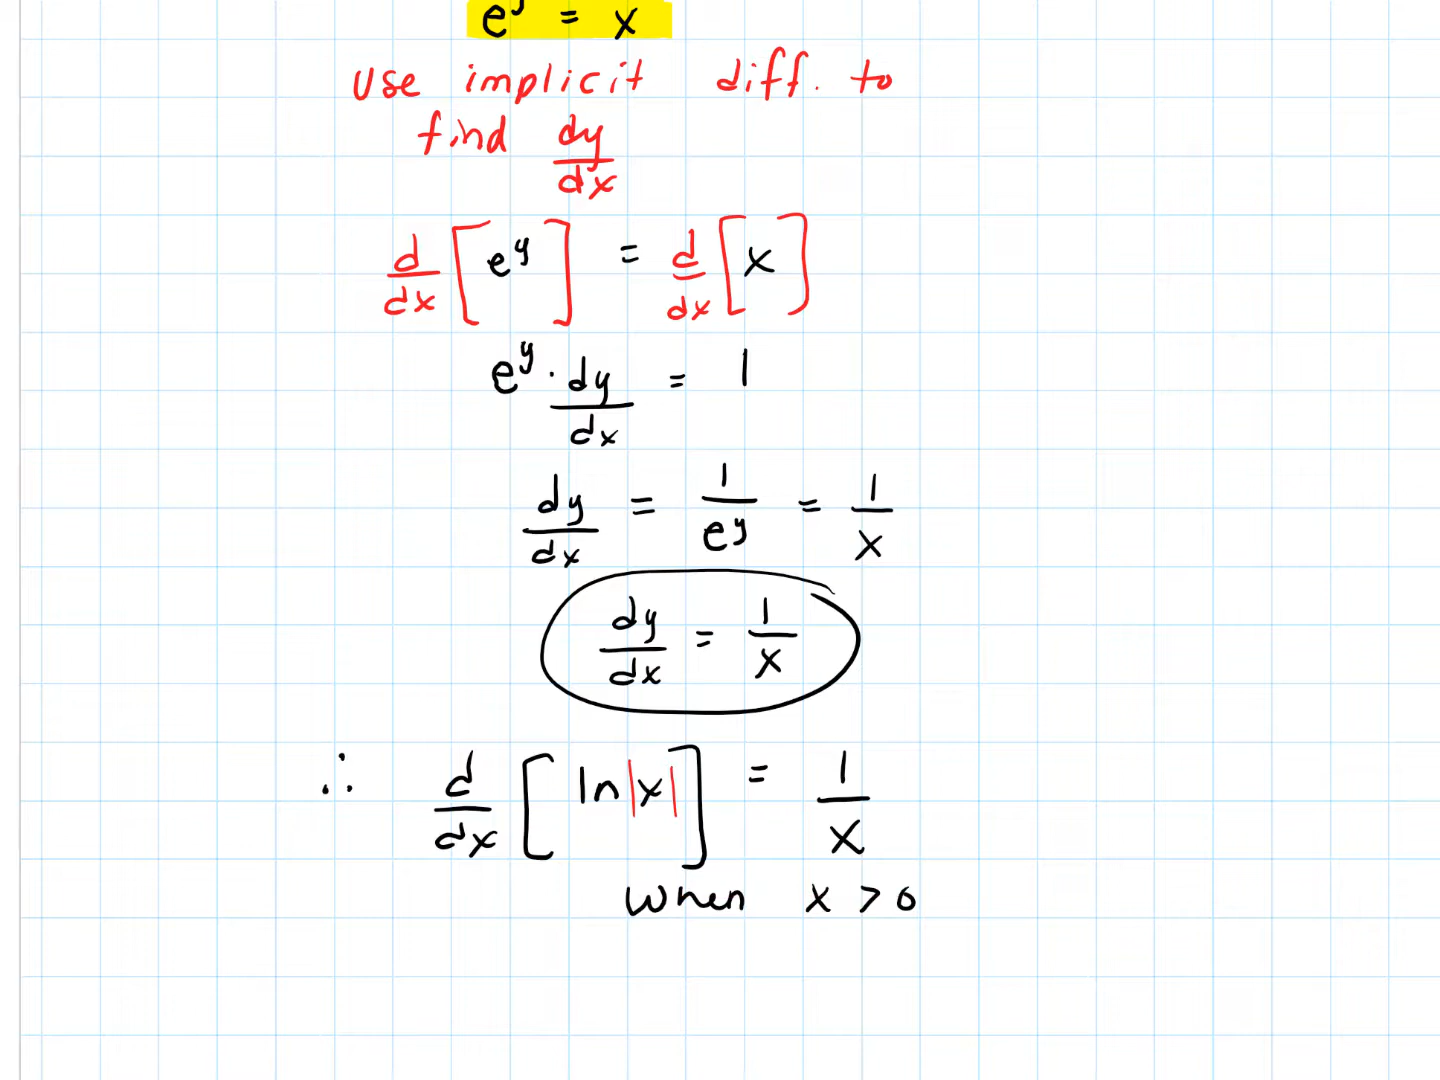 e^y = x
Use implicit diff. to
find dy/dx
d/dx [e^y] = d/dx [x]
e^y · dy/dx = 1
dy/dx = 1/e^y = 1/x
dy/dx = 1/x
∴ d/dx [ln|x|] = 1/x
when x > 0